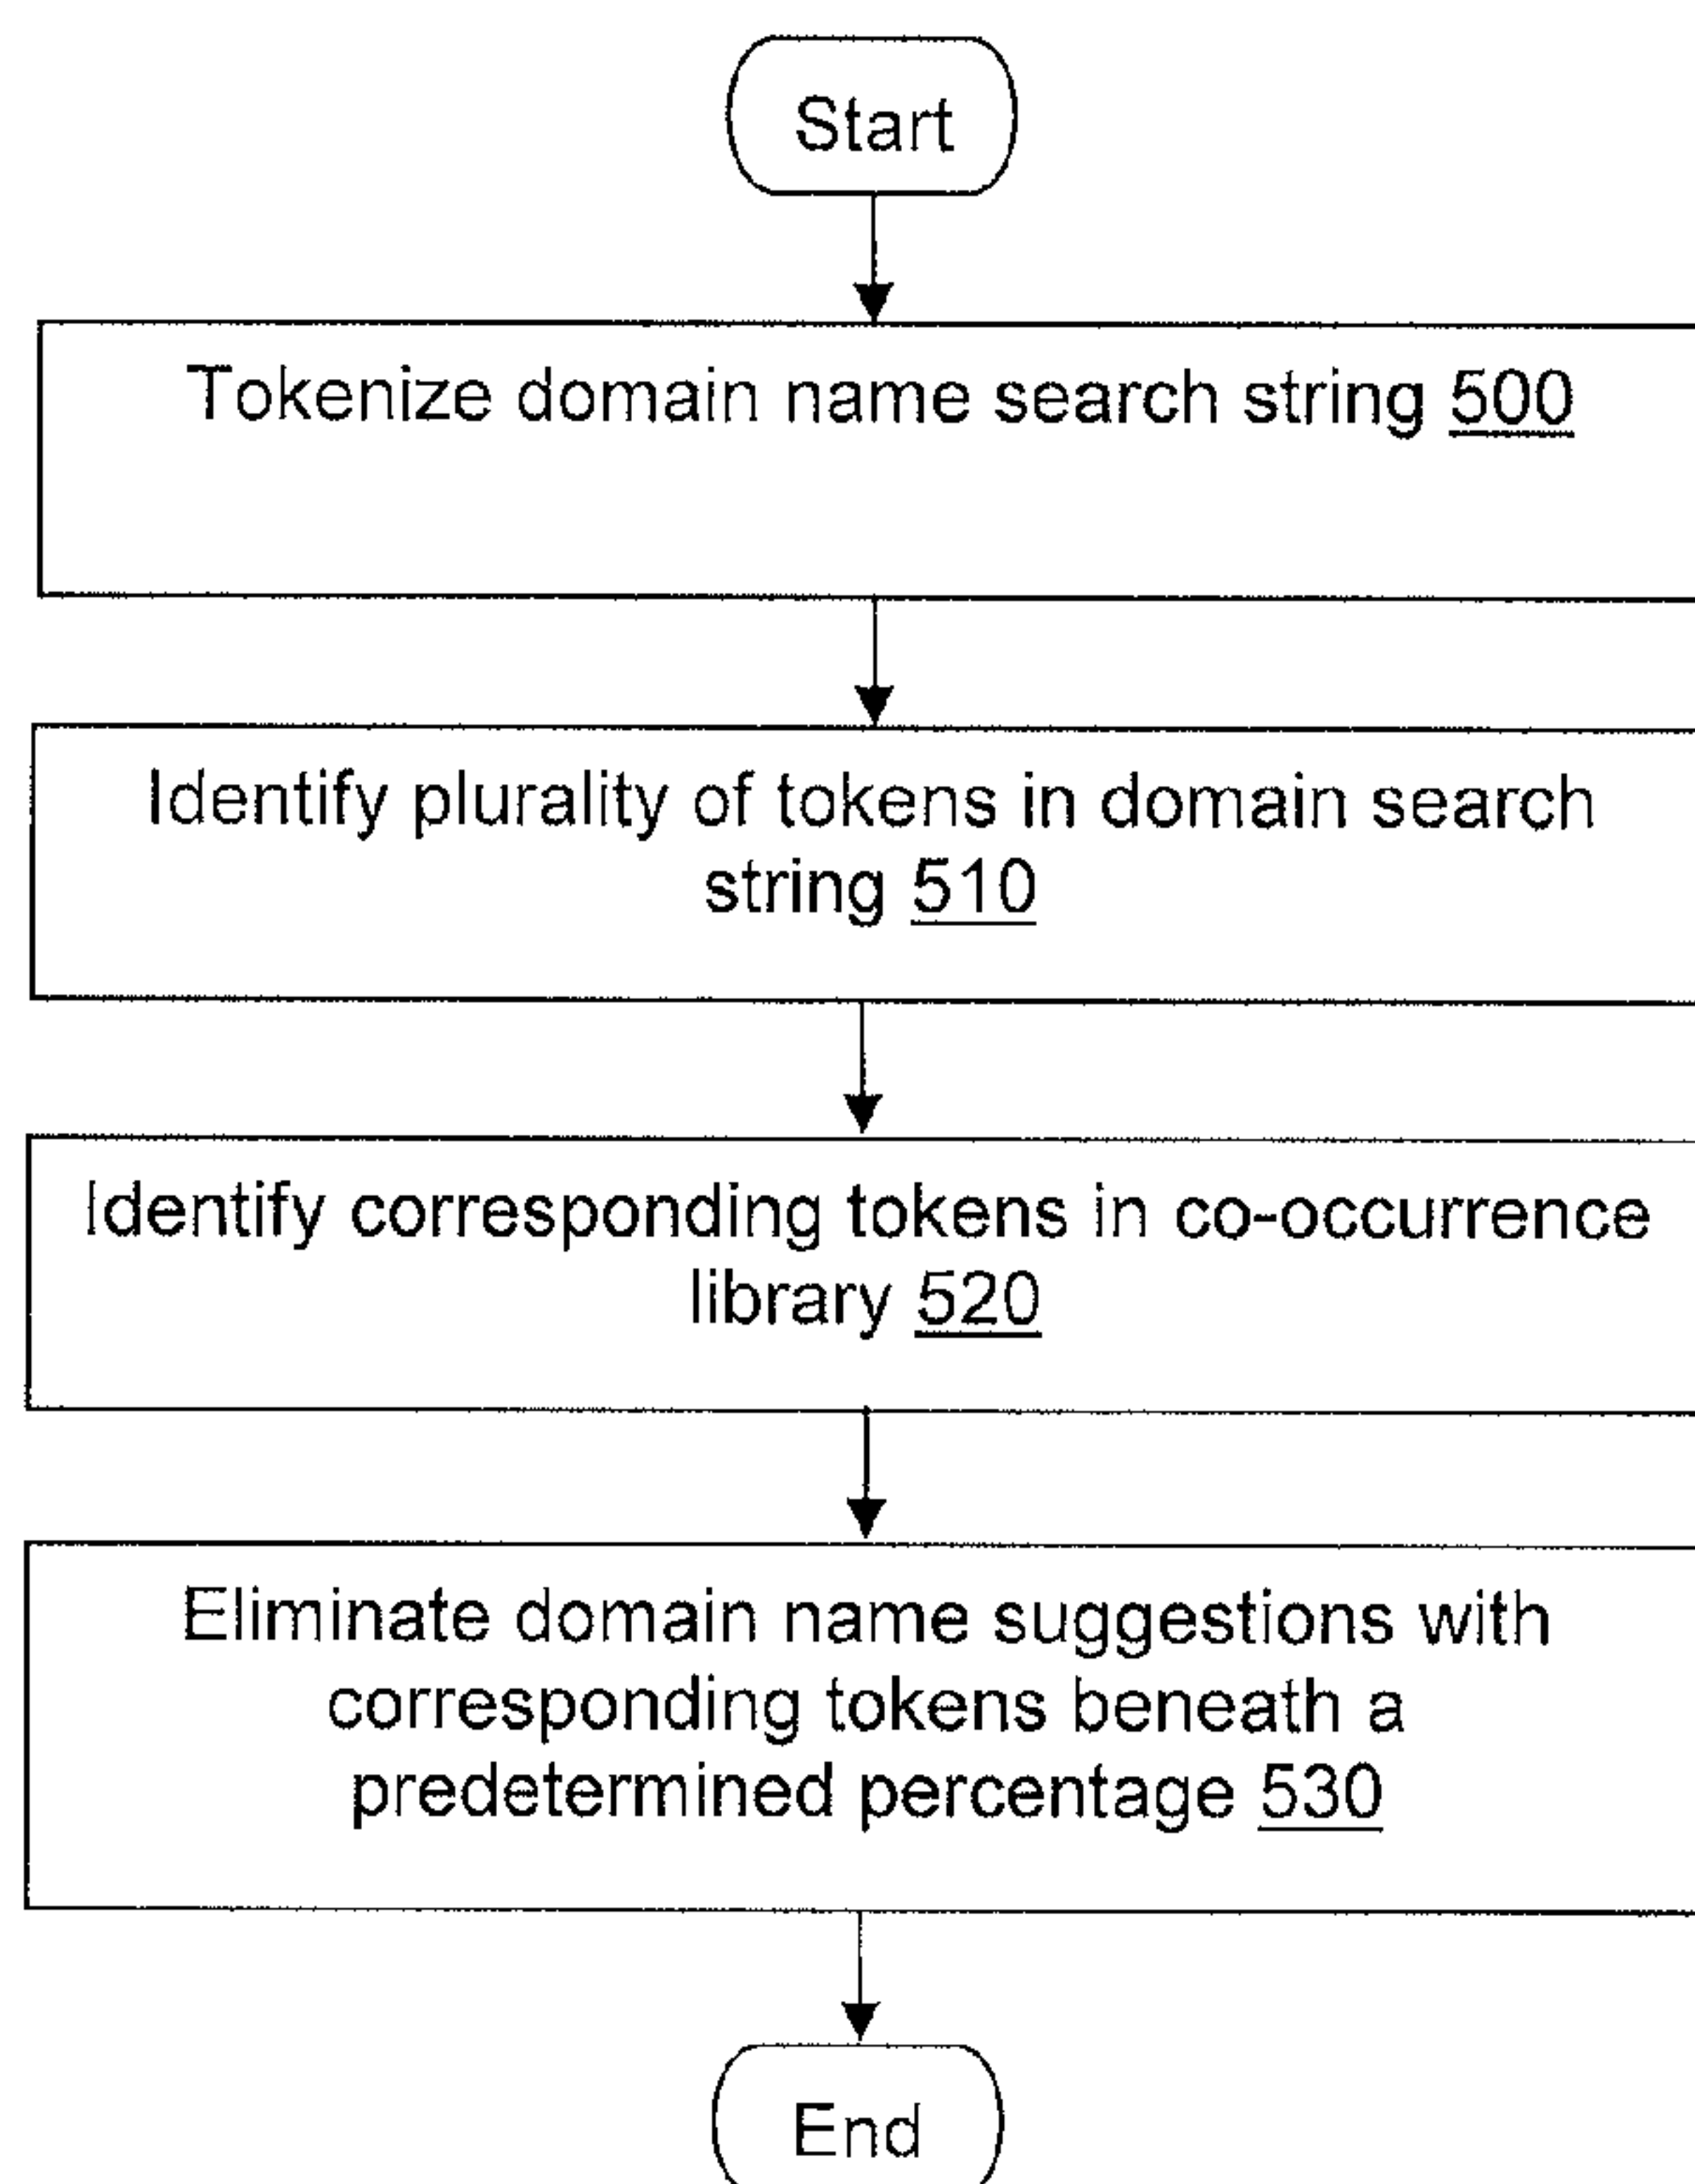 Start
Tokenize domain name search string 500
Identify plurality of tokens in domain search
string 510
Identify corresponding tokens in co-occurrence
library 520
Eliminate domain name suggestions with
corresponding tokens beneath a
predetermined percentage 530
End